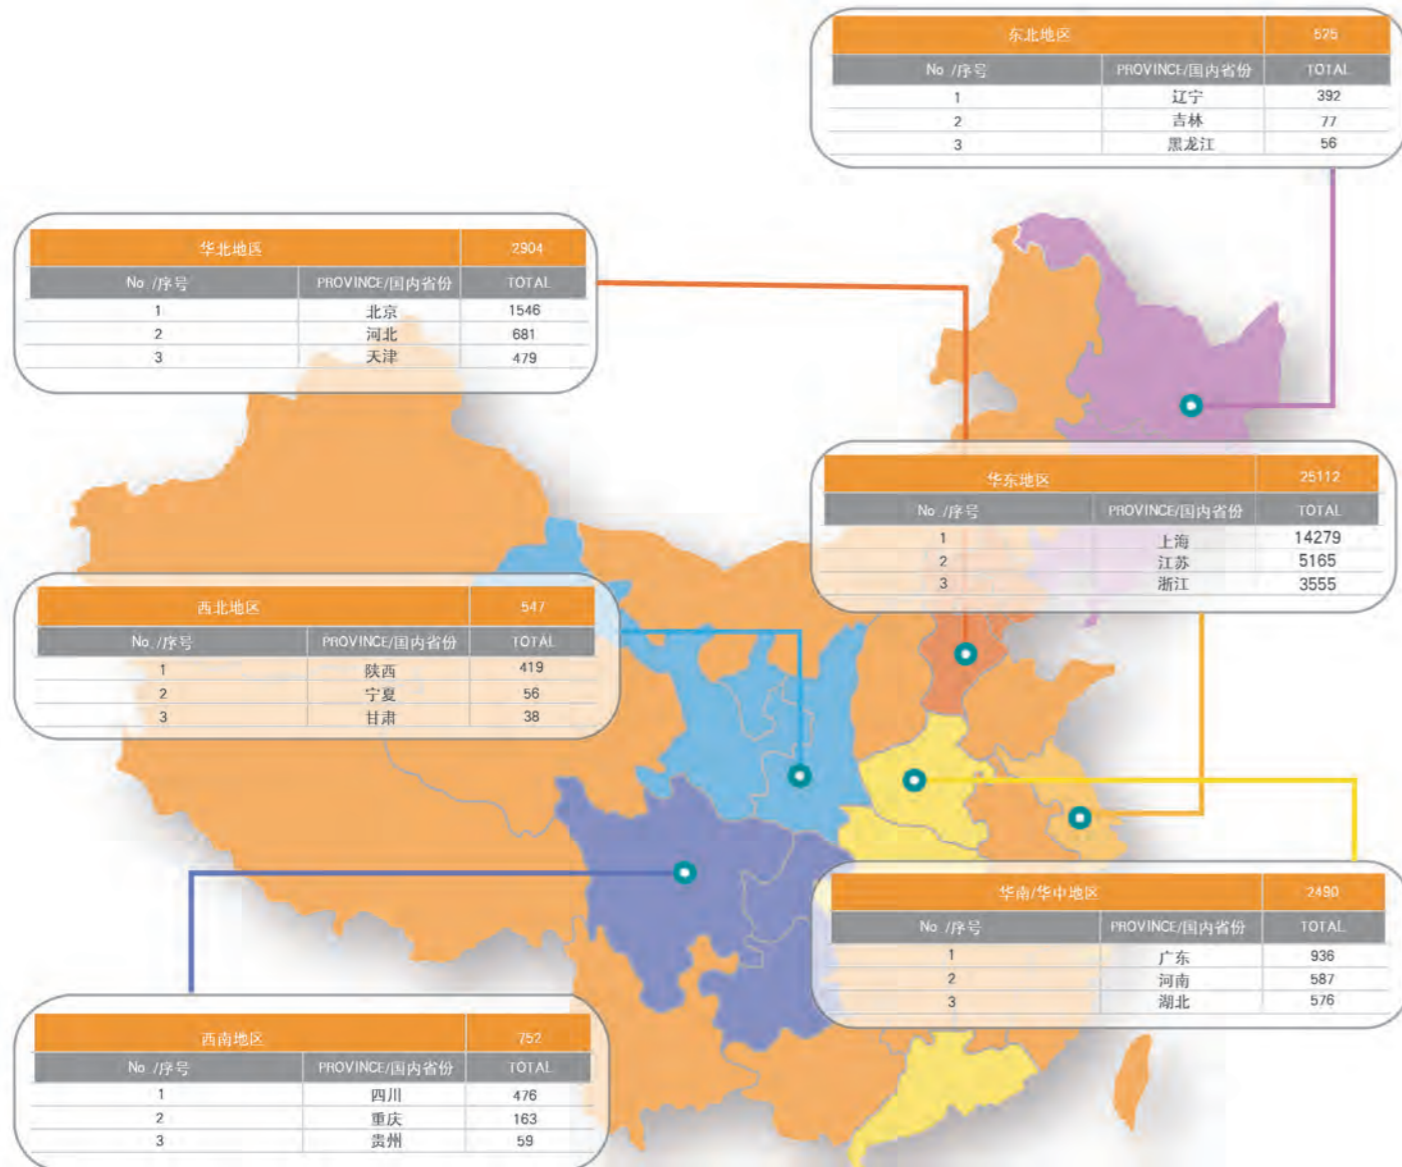 东北地区 525
No./序号 PROVINCE/国内省份 TOTAL
1 辽宁 392
2 吉林 77
3 黑龙江 56
华北地区 2904
No./序号 PROVINCE/国内省份 TOTAL
1 北京 1546
2 河北 681
3 天津 479
华东地区 25112
No./序号 PROVINCE/国内省份 TOTAL
1 上海 14279
2 江苏 5165
3 浙江 3555
西北地区 547
No./序号 PROVINCE/国内省份 TOTAL
1 陕西 419
2 宁夏 56
3 甘肃 38
华南/华中地区 2490
No./序号 PROVINCE/国内省份 TOTAL
1 广东 936
2 河南 587
3 湖北 576
西南地区 752
No./序号 PROVINCE/国内省份 TOTAL
1 四川 476
2 重庆 163
3 贵州 59